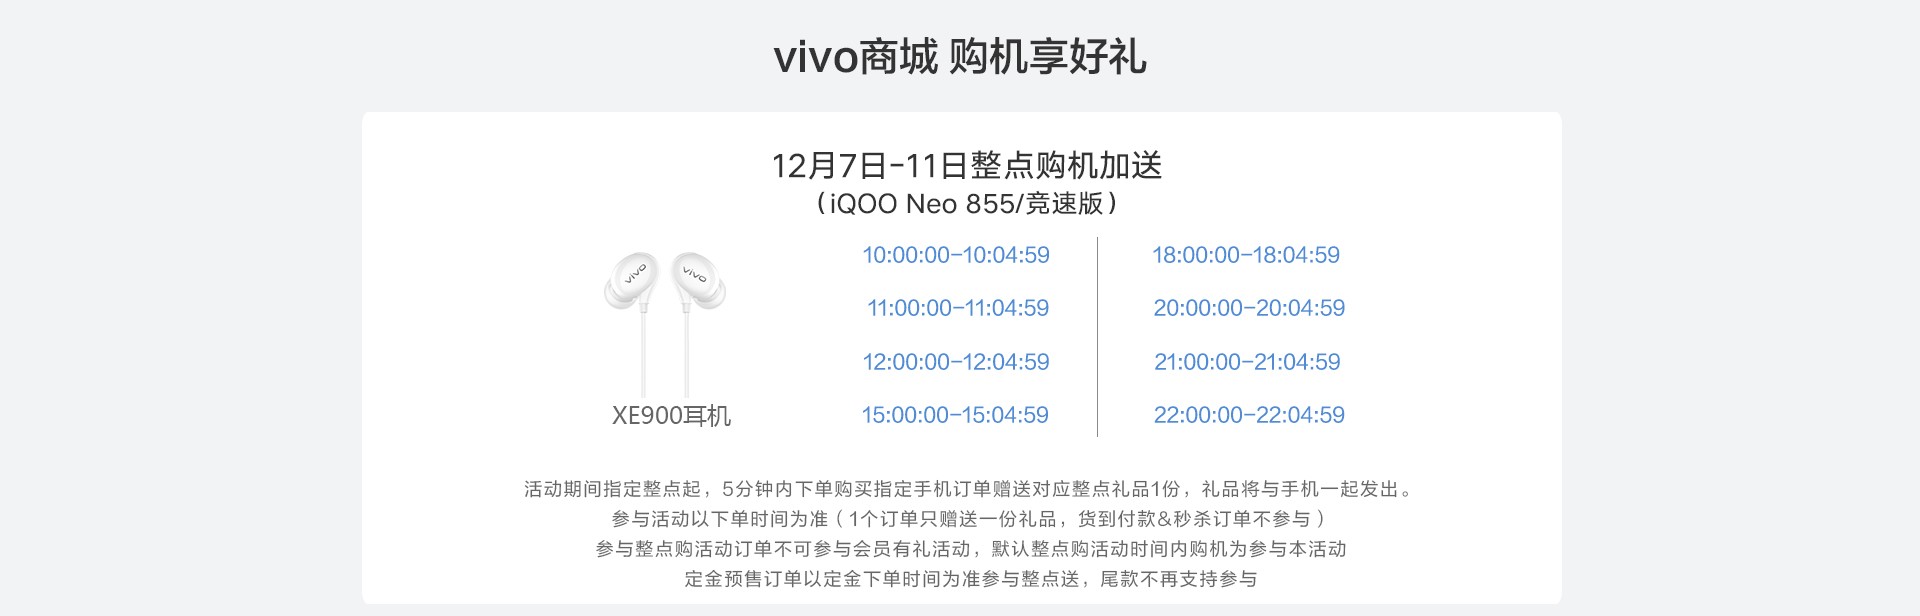 vivo商城 购机享好礼
12月7日-11日整点购机加送
(iQOO Neo 855/竞速版)
vivo vivo
XE900耳机
10:00:00-10:04:59
11:00:00-11:04:59
12:00:00-12:04:59
15:00:00-15:04:59
18:00:00-18:04:59
20:00:00-20:04:59
21:00:00-21:04:59
22:00:00-22:04:59
活动期间指定整点起，5分钟内下单购买指定手机订单赠送对应整点礼品1份，礼品将与手机一起发出。
参与活动以下单时间为准（1个订单只赠送一份礼品，货到付款&秒杀订单不参与）
参与整点购活动订单不可参与会员有礼活动，默认整点购活动时间内购机为参与本活动
定金预售订单以定金下单时间为准参与整点送，尾款不再支持参与